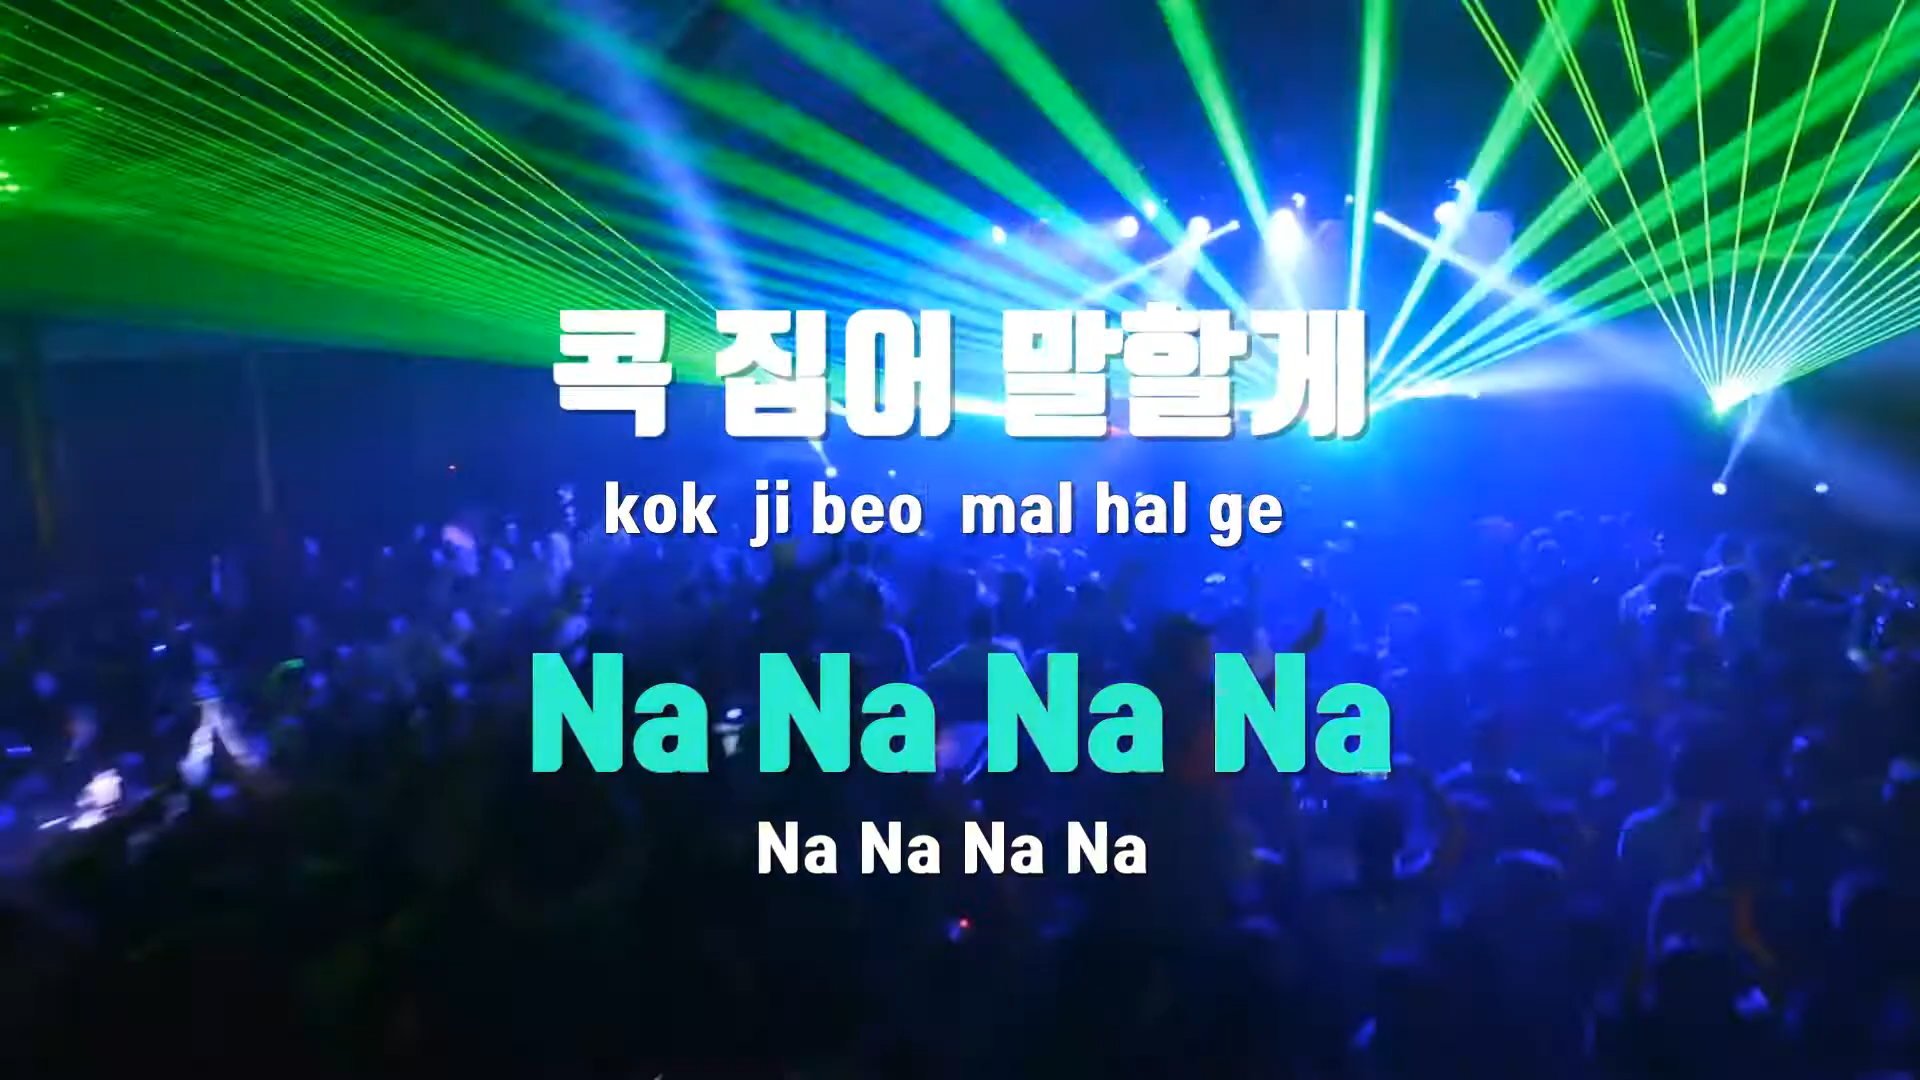 콕 집어 말할게
kok ji beo mal hal ge
Na Na Na Na
Na Na Na Na